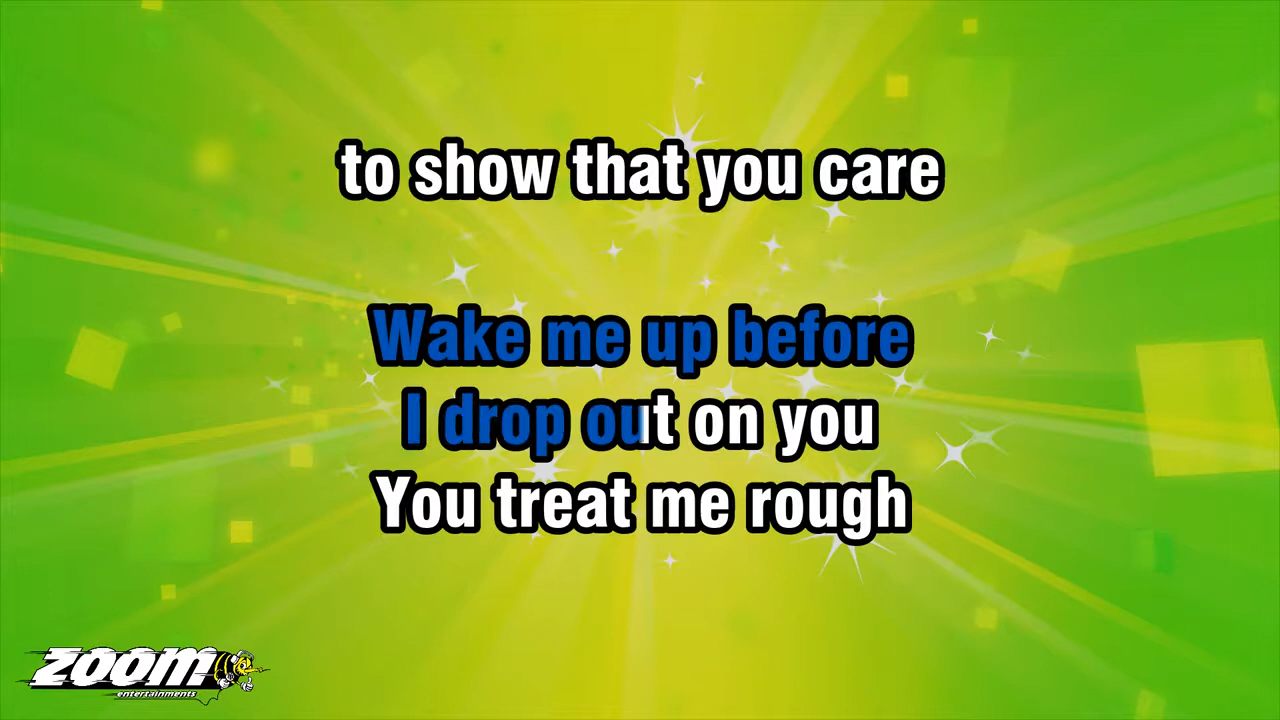 to show that you care
Wake me up before
I drop out on you
You treat me rough
ZOOM
entertainments